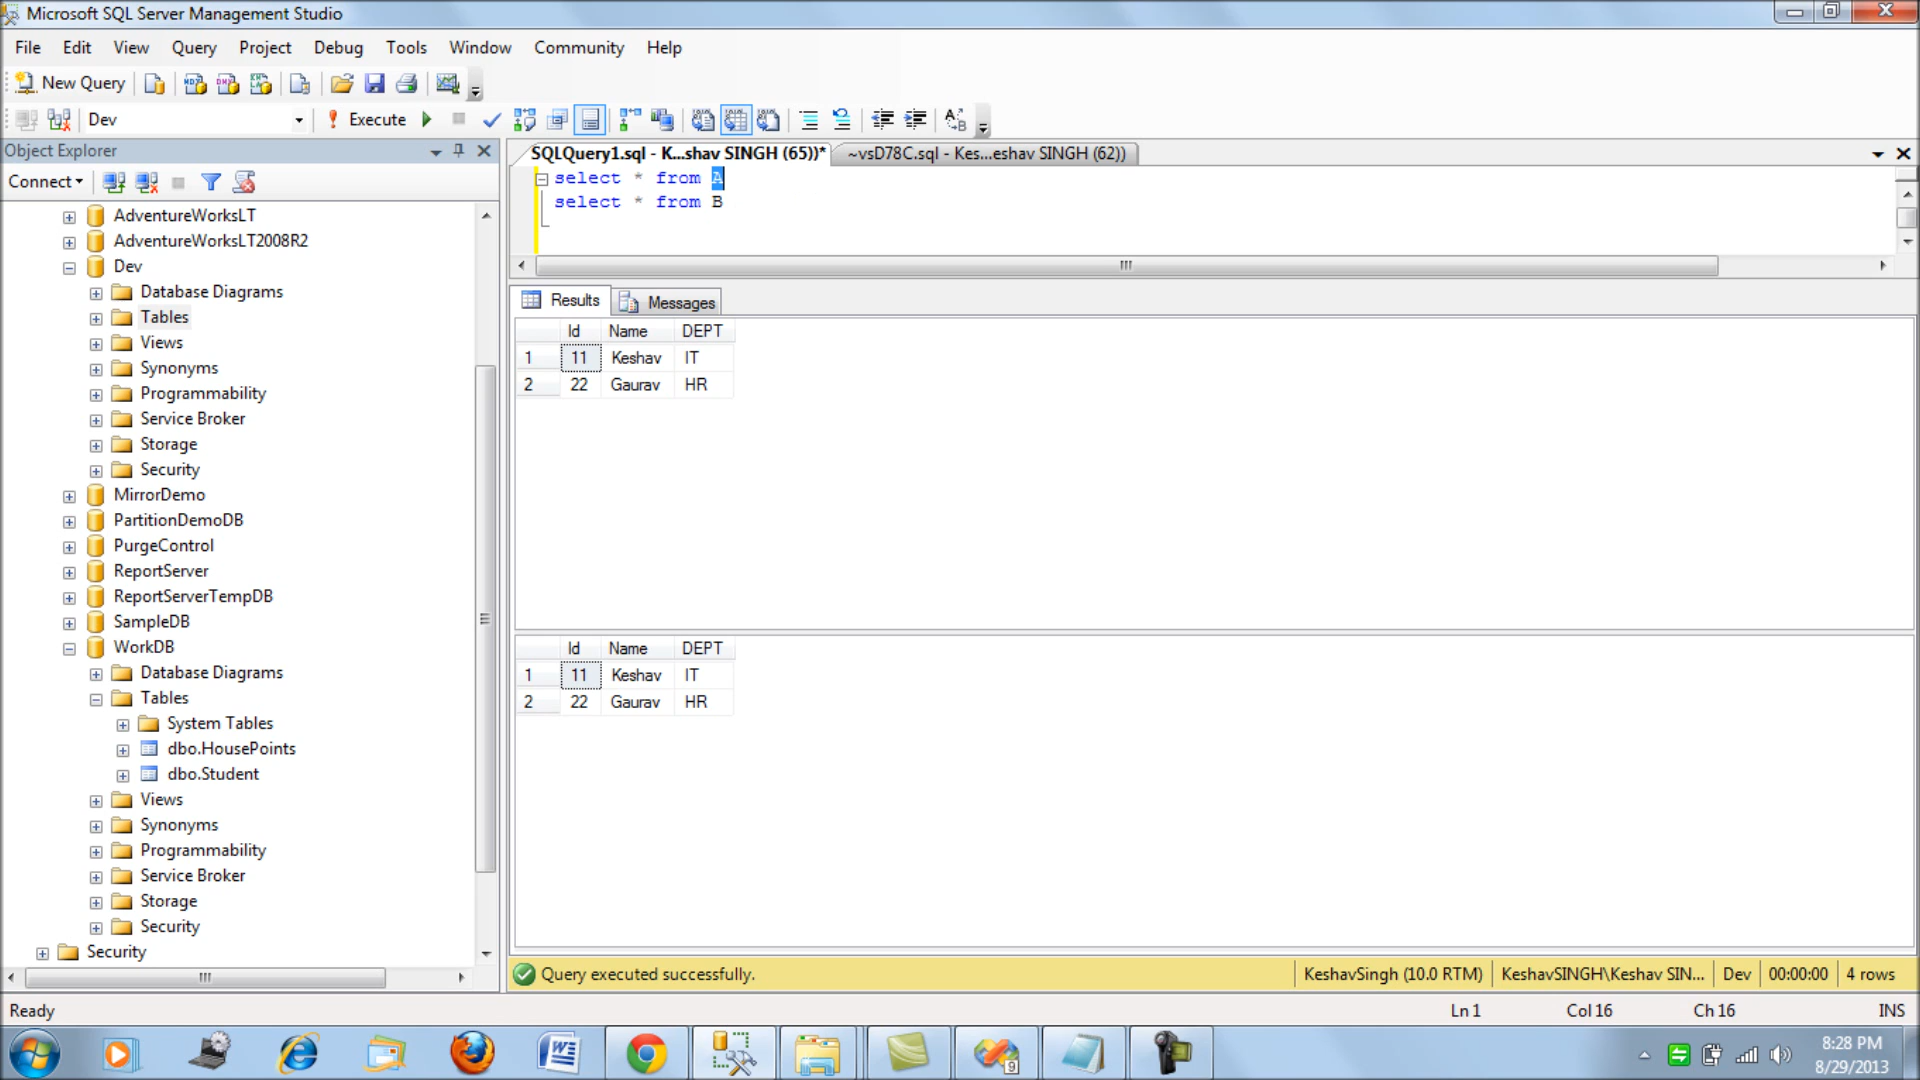 Microsoft SQL Server Management Studio
File Edit View Query Project Debug Tools Window Community Help
New Query
Dev Execute
Object Explorer
Connect
AdventureWorksLT
AdventureWorksLT2008R2
Dev
Database Diagrams
Tables
Views
Synonyms
Programmability
Service Broker
Storage
Security
MirrorDemo
PartitionDemoDB
PurgeControl
ReportServer
ReportServerTempDB
SampleDB
WorkDB
Database Diagrams
Tables
System Tables
dbo.HousePoints
dbo.Student
Views
Synonyms
Programmability
Service Broker
Storage
Security
Security
SQLQuery1.sql - K...shav SINGH (65))* ~vsD78C.sql - Kes...eshav SINGH (62))
select * from A
select * from B
Results Messages
Id Name DEPT
1 11 Keshav IT
2 22 Gaurav HR
Id Name DEPT
1 11 Keshav IT
2 22 Gaurav HR
Query executed successfully. KeshavSingh (10.0 RTM) KeshavSINGH\Keshav SIN... Dev 00:00:00 4 rows
Ready Ln 1 Col 16 Ch 16 INS
8:28 PM
8/29/2013